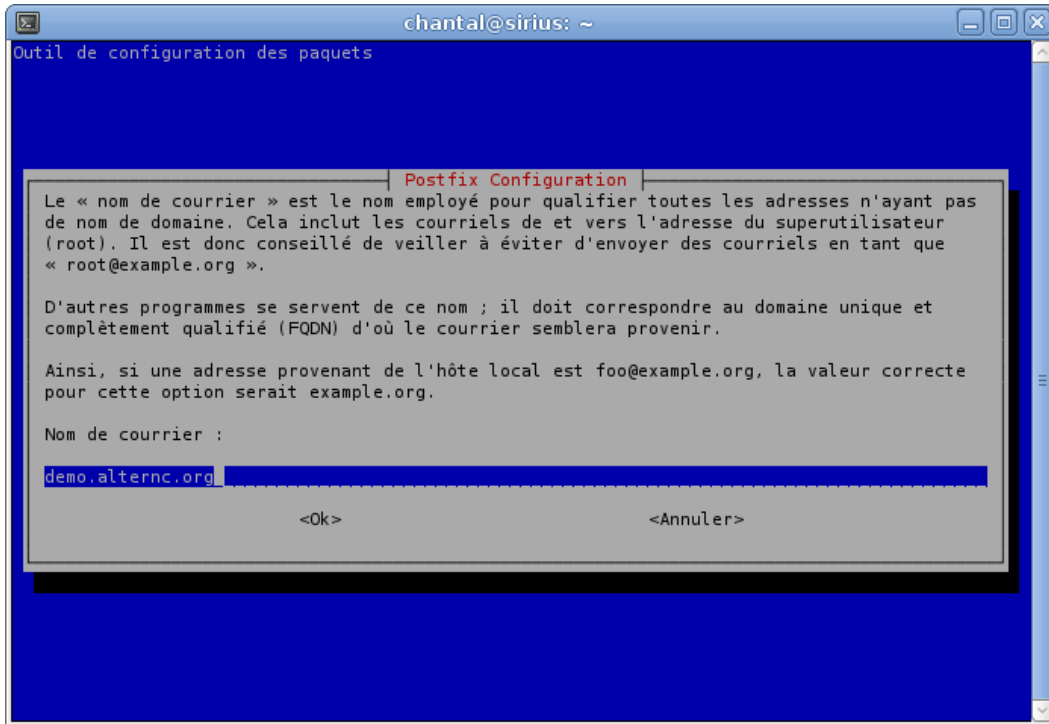 chantal@sirius: ~
Outil de configuration des paquets
Postfix Configuration
Le « nom de courrier » est le nom employé pour qualifier toutes les adresses n'ayant pas
de nom de domaine. Cela inclut les courriels de et vers l'adresse du superutilisateur
(root). Il est donc conseillé de veiller à éviter d'envoyer des courriels en tant que
« root@example.org ».
D'autres programmes se servent de ce nom ; il doit correspondre au domaine unique et
complètement qualifié (FQDN) d'où le courrier semblera provenir.
Ainsi, si une adresse provenant de l'hôte local est foo@example.org, la valeur correcte
pour cette option serait example.org.
Nom de courrier :
demo.alternc.org
<Ok> <Annuler>